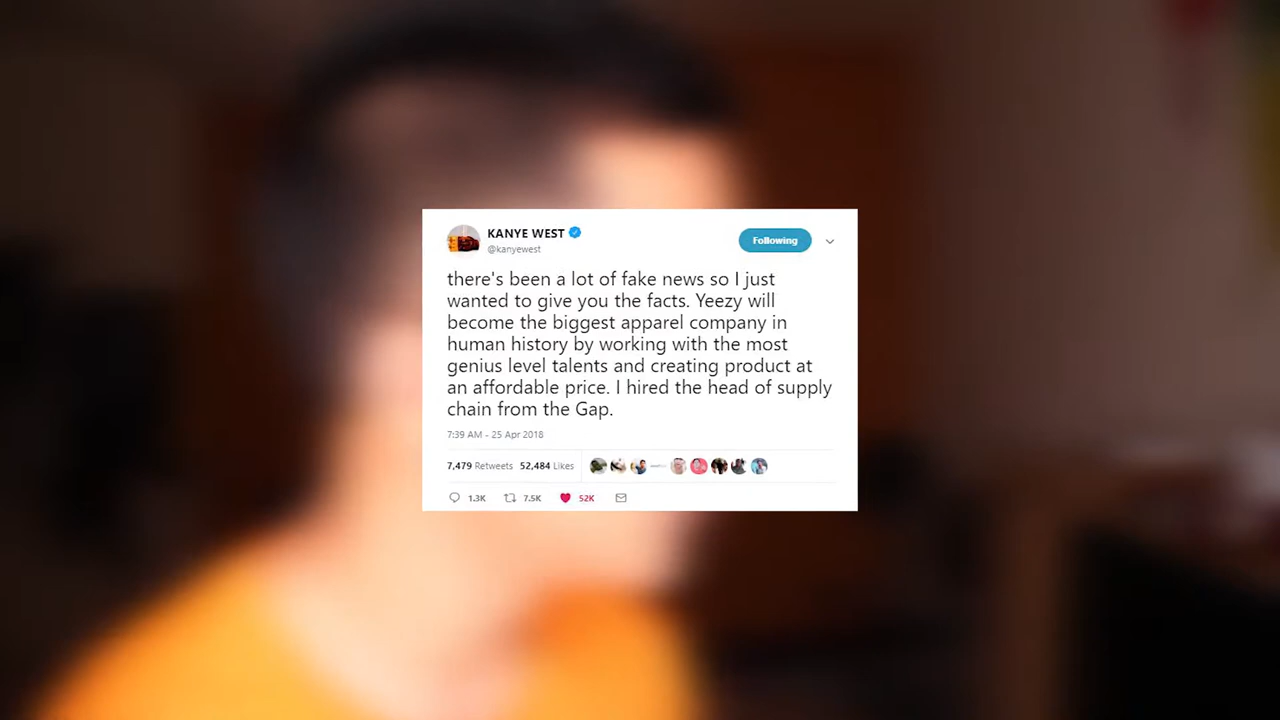 KANYE WEST
@kanyewest
Following
there's been a lot of fake news so I just
wanted to give you the facts. Yeezy will
become the biggest apparel company in
human history by working with the most
genius level talents and creating product at
an affordable price. I hired the head of supply
chain from the Gap.
7:39 AM - 25 Apr 2018
7,479 Retweets 52,484 Likes
1.3K 7.5K 52K